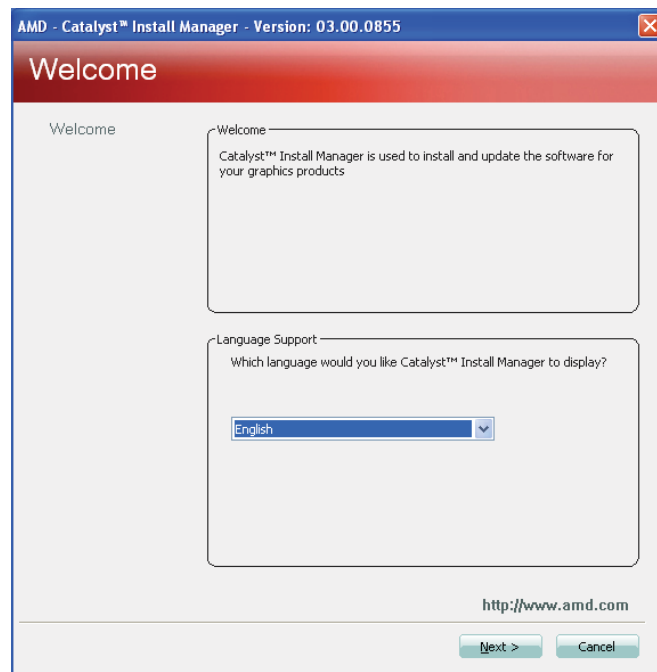 AMD - Catalyst™ Install Manager - Version: 03.00.0855
Welcome
Welcome
Welcome
Catalyst™ Install Manager is used to install and update the software for
your graphics products
Language Support
Which language would you like Catalyst™ Install Manager to display?
English
http://www.amd.com
Next >
Cancel